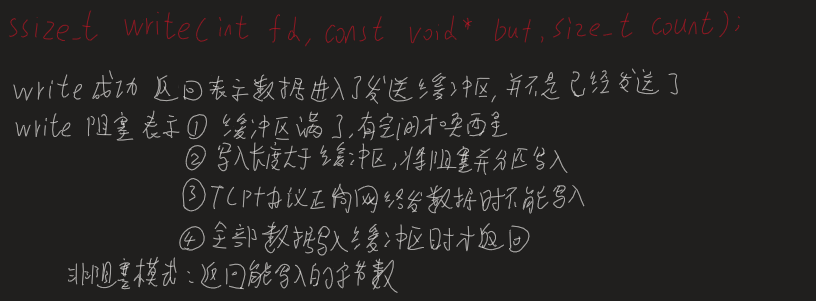 ssize_t write(int fd, const void* buf, size_t count);
write 成功 返回表示数据进入了发送缓冲区, 并不是已经发送了
write 阻塞 表示① 缓冲区满了, 有空间才唤醒
② 写入长度大于缓冲区, 将阻塞并分匹写入
③ TCP协议正向网络发数据时不能写入
④ 全部数据写入缓冲区时才返回
非阻塞模式: 返回能写入的字节数